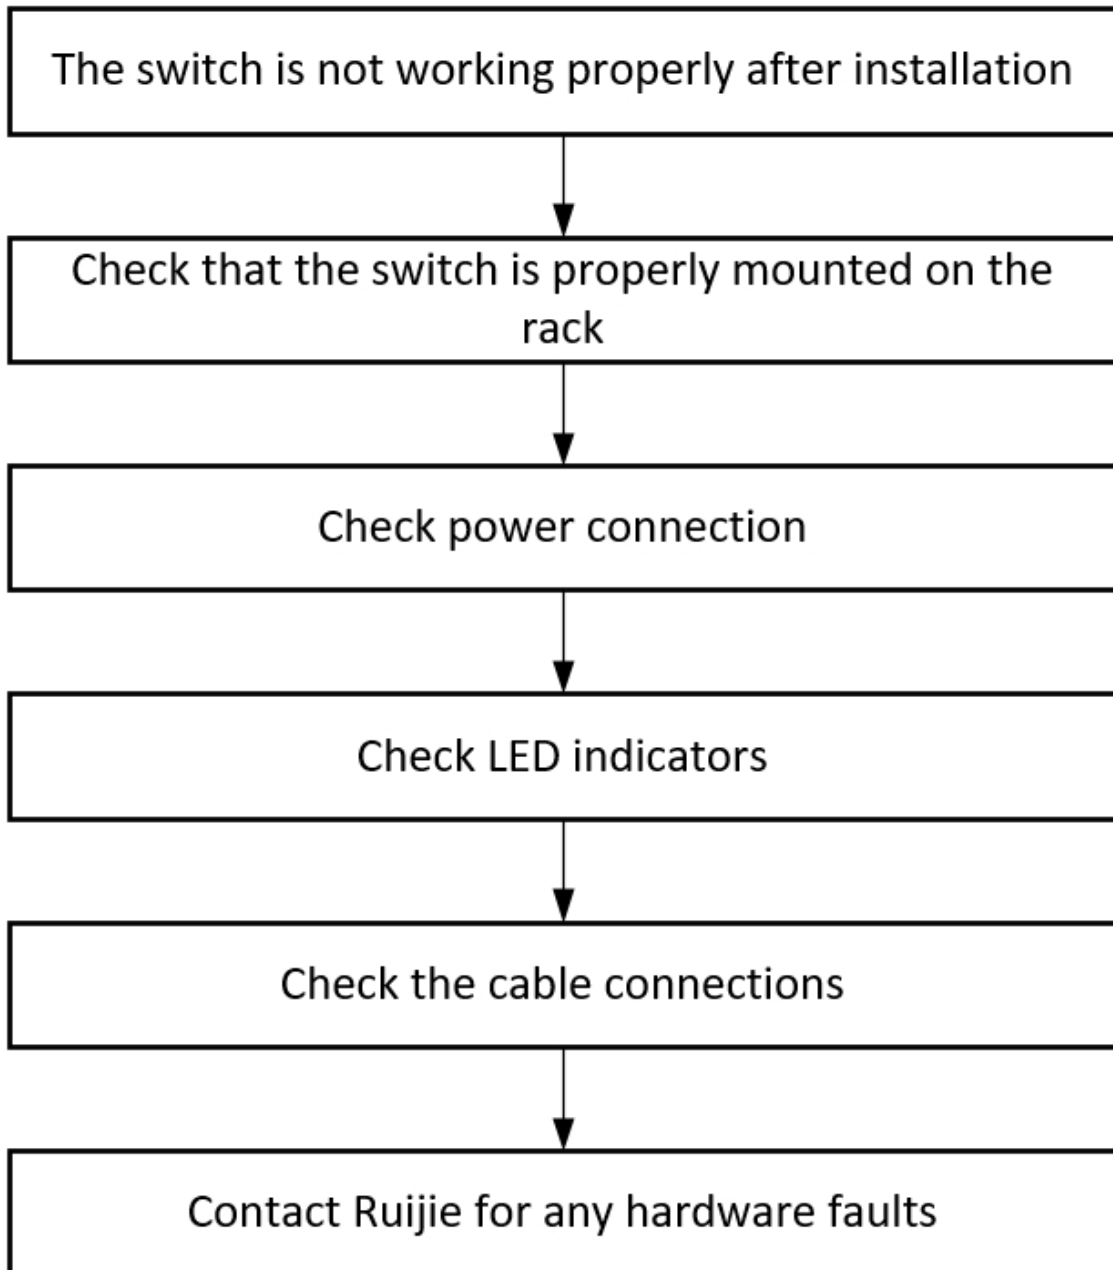 The switch is not working properly after installation
Check that the switch is properly mounted on the
rack
Check power connection
Check LED indicators
Check the cable connections
Contact Ruijie for any hardware faults